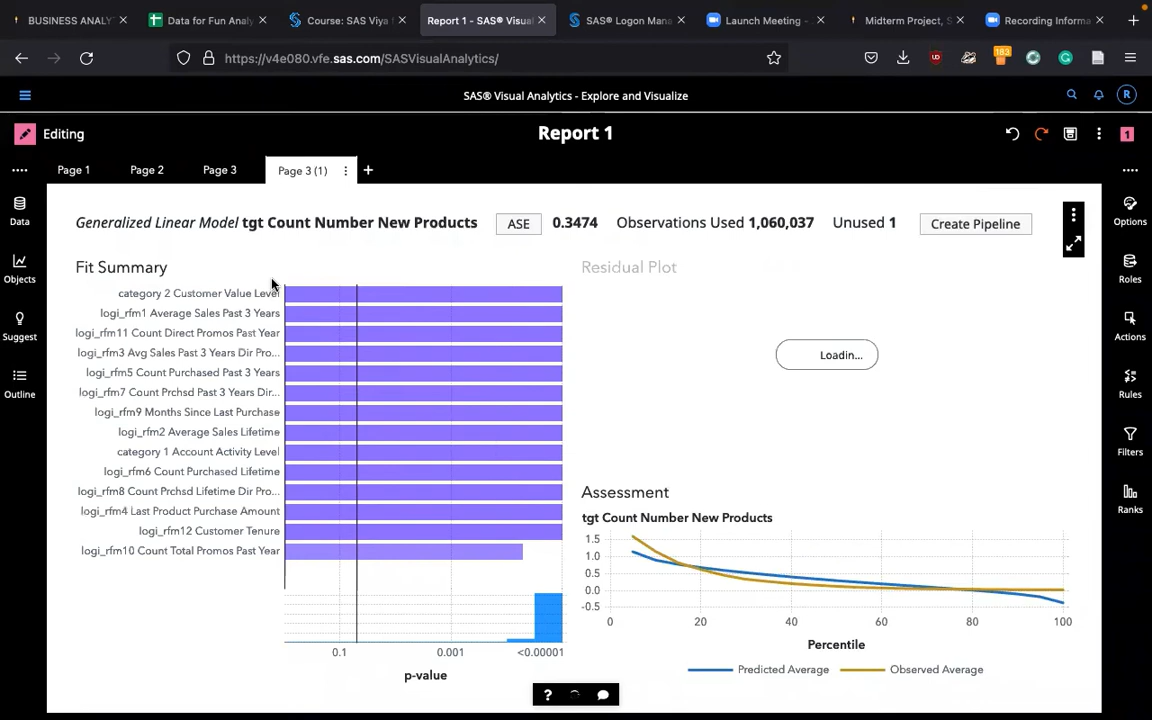 BUSINESS ANALY
Data for Fun Analy
Course: SAS Viya
Report 1 - SAS® Visual
SAS® Logon Mana
Launch Meeting -
Midterm Project, S
Recording Informa
https://v4e080.vfe.sas.com/SASVisualAnalytics/
183
SAS® Visual Analytics - Explore and Visualize
R
Editing
Report 1
1
Page 1
Page 2
Page 3
Page 3 (1)
Data
Objects
Suggest
Outline
Generalized Linear Model tgt Count Number New Products
ASE
0.3474
Observations Used 1,060,037
Unused 1
Create Pipeline
Fit Summary
category 2 Customer Value Level
logi_rfm1 Average Sales Past 3 Years
logi_rfm11 Count Direct Promos Past Year
logi_rfm3 Avg Sales Past 3 Years Dir Pro...
logi_rfm5 Count Purchased Past 3 Years
logi_rfm7 Count Prchsd Past 3 Years Dir...
logi_rfm9 Months Since Last Purchase
logi_rfm2 Average Sales Lifetime
category 1 Account Activity Level
logi_rfm6 Count Purchased Lifetime
logi_rfm8 Count Prchsd Lifetime Dir Pro...
logi_rfm4 Last Product Purchase Amount
logi_rfm12 Customer Tenure
logi_rfm10 Count Total Promos Past Year
0.1
0.001
<0.00001
p-value
Residual Plot
Loadin...
Assessment
tgt Count Number New Products
1.5
1.0
0.5
0.0
-0.5
0
20
40
60
80
100
Percentile
Predicted Average
Observed Average
?
Options
Roles
Actions
Rules
Filters
Ranks